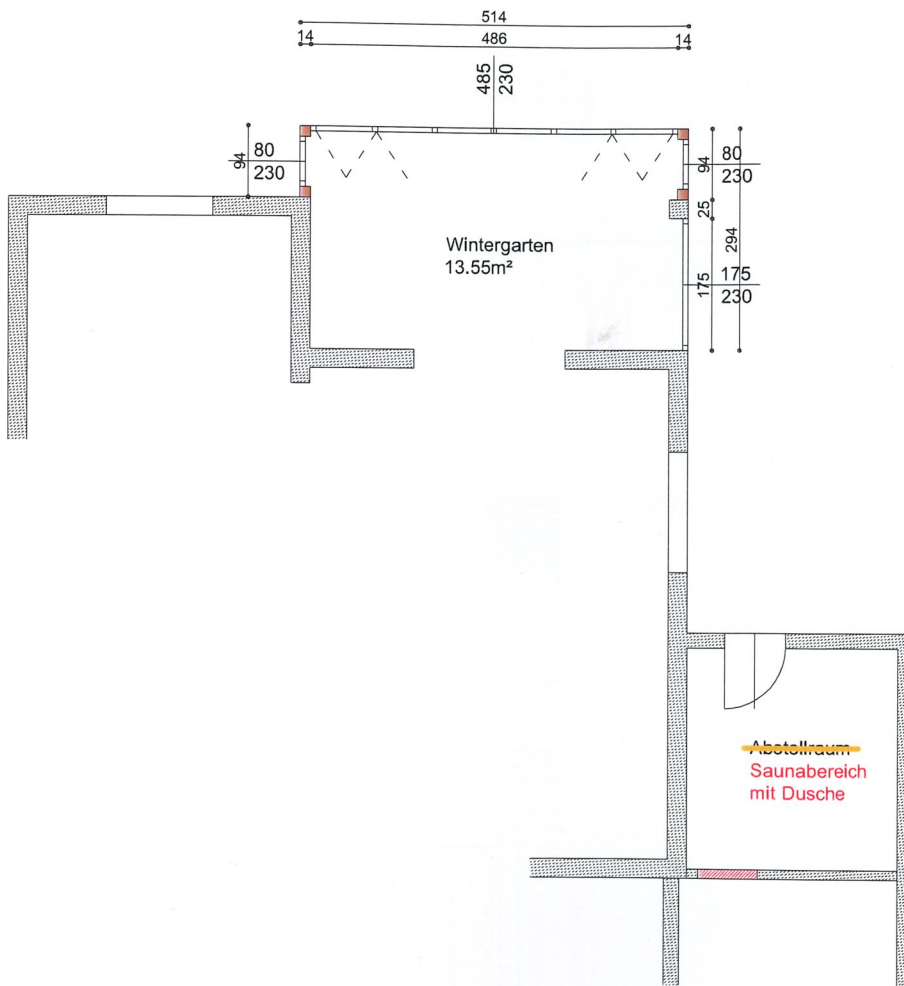 514
14 486 14
485
230
94
80
230
94
80
230
25
294
175
175
230
Wintergarten
13.55m²
Abstellraum
Saunabereich
mit Dusche